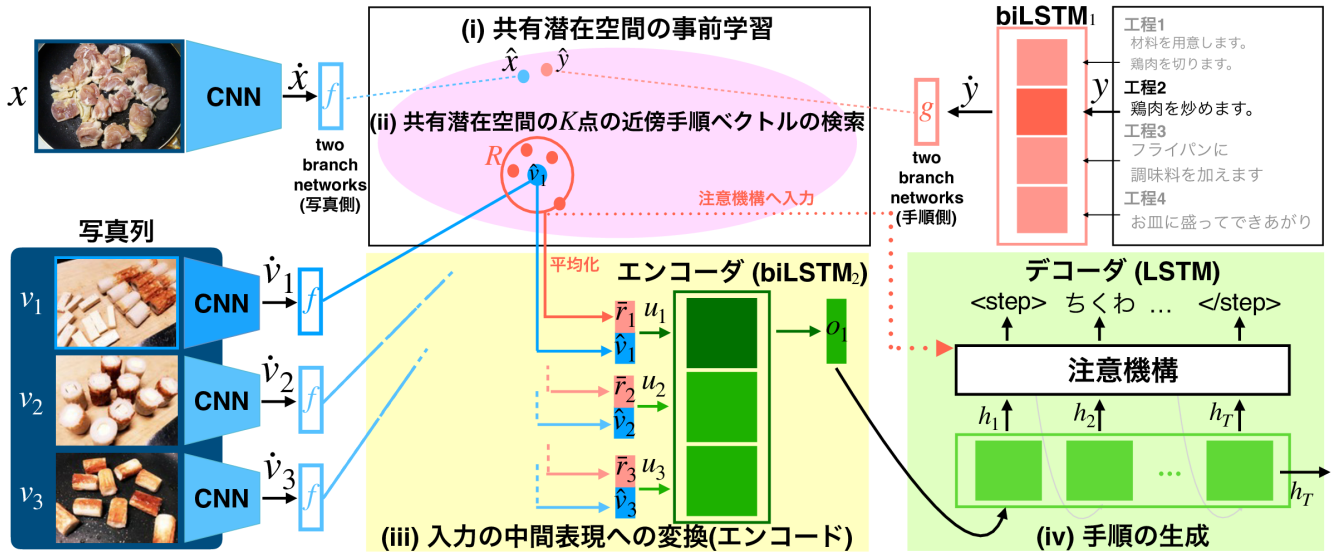 (i) 共有潜在空間の事前学習
x
CNN
ẋ
f
two
branch
networks
(写真側)
x̂
ŷ
(ii) 共有潜在空間のK点の近傍手順ベクトルの検索
R
v̂1
注意機構へ入力
g
two
branch
networks
(手順側)
ẏ
biLSTM1
y
工程1
材料を用意します。
鶏肉を切ります。
工程2
鶏肉を炒めます。
工程3
フライパンに
調味料を加えます
工程4
お皿に盛ってできあがり
写真列
v1
CNN
v̇1
f
v2
CNN
v̇2
f
v3
CNN
v̇3
f
平均化
エンコーダ (biLSTM2)
r̄1
u1
v̂1
o1
r̄2
u2
v̂2
r̄3
u3
v̂3
(iii) 入力の中間表現への変換(エンコード)
デコーダ (LSTM)
<step> ちくわ … </step>
注意機構
h1
h2
hT
…
hT
(iv) 手順の生成